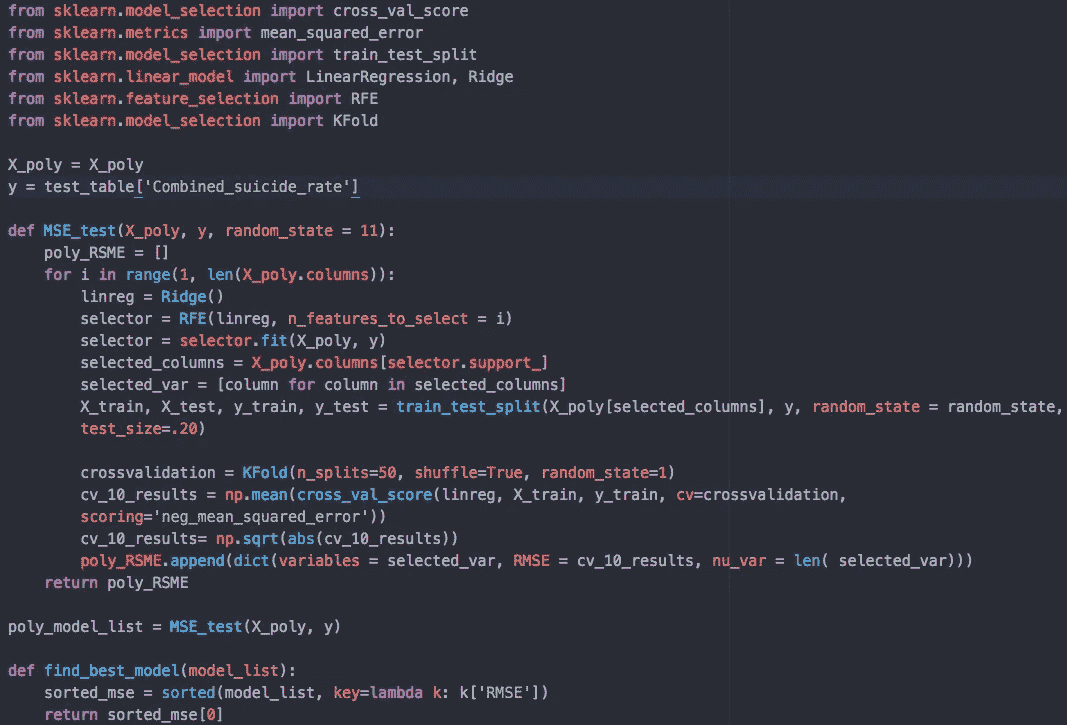 from sklearn.model_selection import cross_val_score
from sklearn.metrics import mean_squared_error
from sklearn.model_selection import train_test_split
from sklearn.linear_model import LinearRegression, Ridge
from sklearn.feature_selection import RFE
from sklearn.model_selection import KFold

X_poly = X_poly
y = test_table['Combined_suicide_rate']

def MSE_test(X_poly, y, random_state = 11):
    poly_RSME = []
    for i in range(1, len(X_poly.columns)):
        linreg = Ridge()
        selector = RFE(linreg, n_features_to_select = i)
        selector = selector.fit(X_poly, y)
        selected_columns = X_poly.columns[selector.support_]
        selected_var = [column for column in selected_columns]
        X_train, X_test, y_train, y_test = train_test_split(X_poly[selected_columns], y, random_state = random_state,
        test_size=.20)

        crossvalidation = KFold(n_splits=50, shuffle=True, random_state=1)
        cv_10_results = np.mean(cross_val_score(linreg, X_train, y_train, cv=crossvalidation,
        scoring='neg_mean_squared_error'))
        cv_10_results= np.sqrt(abs(cv_10_results))
        poly_RSME.append(dict(variables = selected_var, RMSE = cv_10_results, nu_var = len( selected_var)))
    return poly_RSME

poly_model_list = MSE_test(X_poly, y)

def find_best_model(model_list):
    sorted_mse = sorted(model_list, key=lambda k: k['RMSE'])
    return sorted_mse[0]